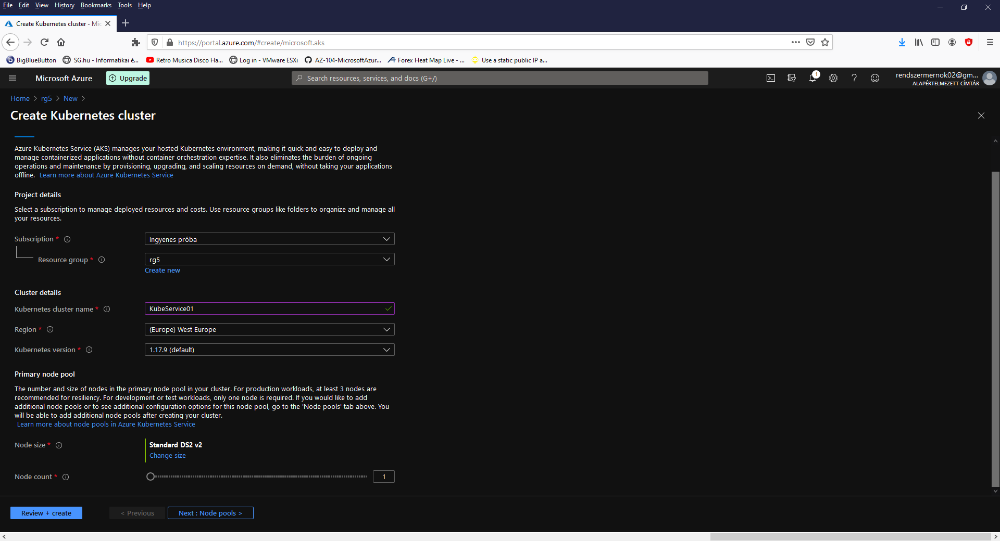 File Edit View History Bookmarks Tools Help
Create Kubernetes cluster - Mic
https://portal.azure.com/#create/microsoft.aks
BigBlueButton SG.hu - Informatikai é... Retro Musica Disco Ha... Log in - VMware ESXi AZ-104-MicrosoftAzur... Forex Heat Map Live - ... Use a static public IP a...
Microsoft Azure Upgrade Search resources, services, and docs (G+/) 1 rendszermernok02@gm...
ALAPÉRTELMEZETT CÍMTÁR
Home > rg5 > New >
Create Kubernetes cluster
Azure Kubernetes Service (AKS) manages your hosted Kubernetes environment, making it quick and easy to deploy and
manage containerized applications without container orchestration expertise. It also eliminates the burden of ongoing
operations and maintenance by provisioning, upgrading, and scaling resources on demand, without taking your applications
offline. Learn more about Azure Kubernetes Service
Project details
Select a subscription to manage deployed resources and costs. Use resource groups like folders to organize and manage all
your resources.
Subscription * Ingyenes próba
Resource group * rg5
Create new
Cluster details
Kubernetes cluster name * KubeService01
Region * (Europe) West Europe
Kubernetes version * 1.17.9 (default)
Primary node pool
The number and size of nodes in the primary node pool in your cluster. For production workloads, at least 3 nodes are
recommended for resiliency. For development or test workloads, only one node is required. If you would like to add
additional node pools or to see additional configuration options for this node pool, go to the 'Node pools' tab above. You
will be able to add additional node pools after creating your cluster.
Learn more about node pools in Azure Kubernetes Service
Node size * Standard DS2 v2
Change size
Node count * 1
Review + create < Previous Next : Node pools >